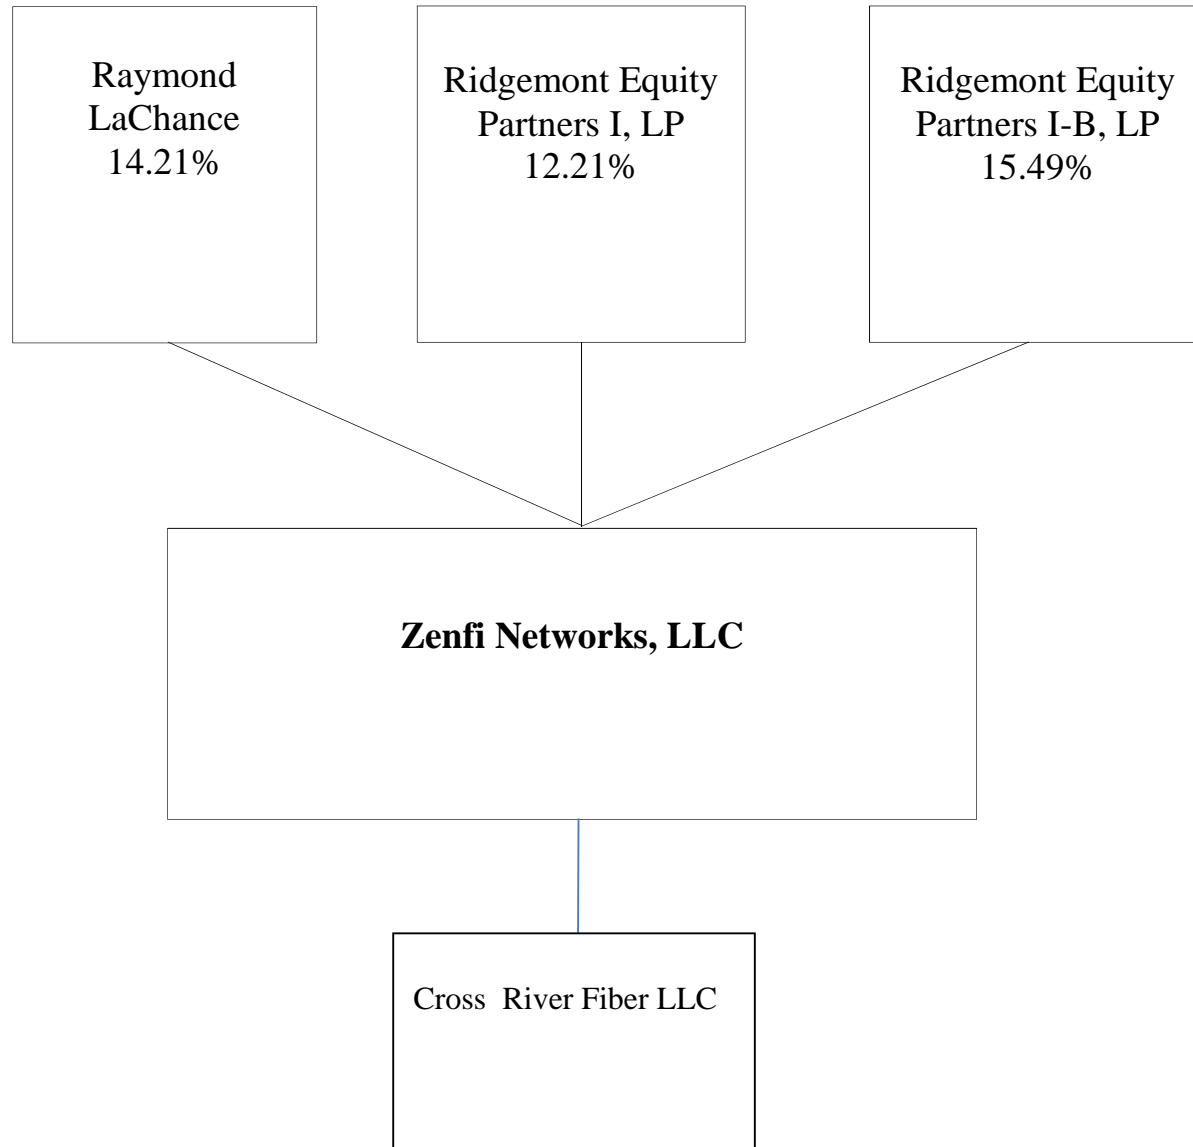 Raymond
LaChance
14.21%
Ridgemont Equity
Partners I, LP
12.21%
Ridgemont Equity
Partners I-B, LP
15.49%
Zenfi Networks, LLC
Cross  River Fiber LLC